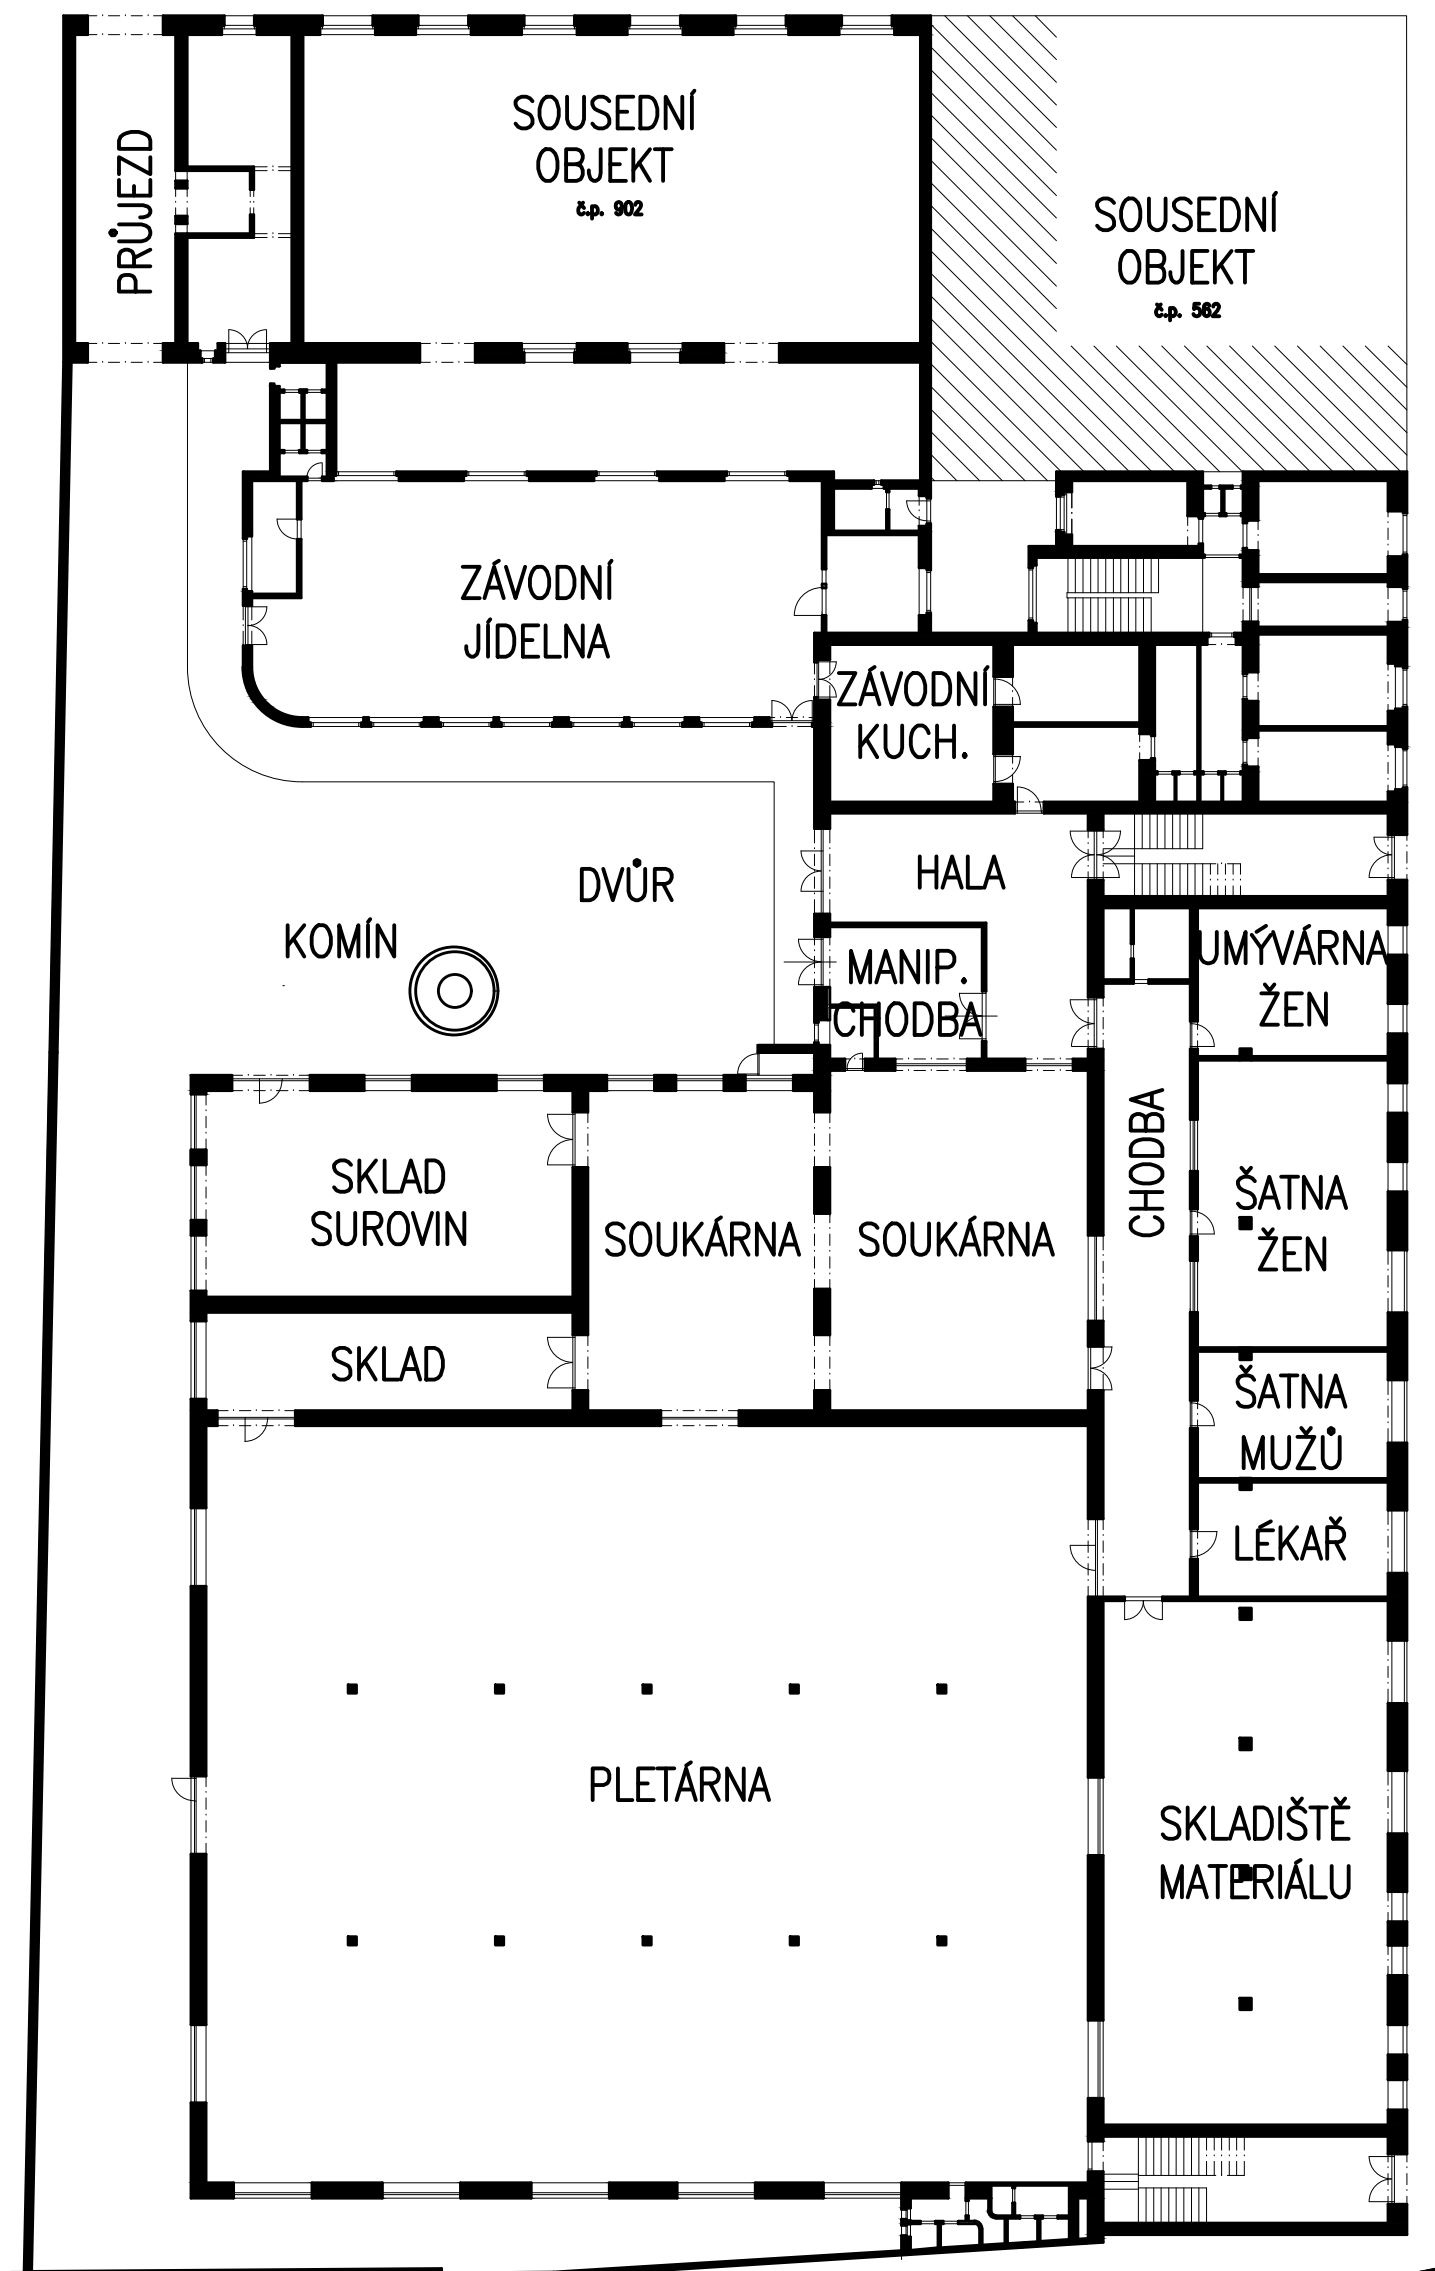 SOUSEDNÍ
OBJEKT
č.p. 902
PRŮJEZD
SOUSEDNÍ
OBJEKT
č.p. 562
ZÁVODNÍ
JÍDELNA
ZÁVODNÍ
KUCH.
DVŮR
HALA
KOMÍN
MANIP.
CHODBA
UMÝVÁRNA
ŽEN
CHODBA
SKLAD
SUROVIN
SOUKÁRNA
SOUKÁRNA
ŠATNA
ŽEN
SKLAD
ŠATNA
MUŽŮ
LÉKAŘ
PLETÁRNA
SKLADIŠTĚ
MATERIÁLU